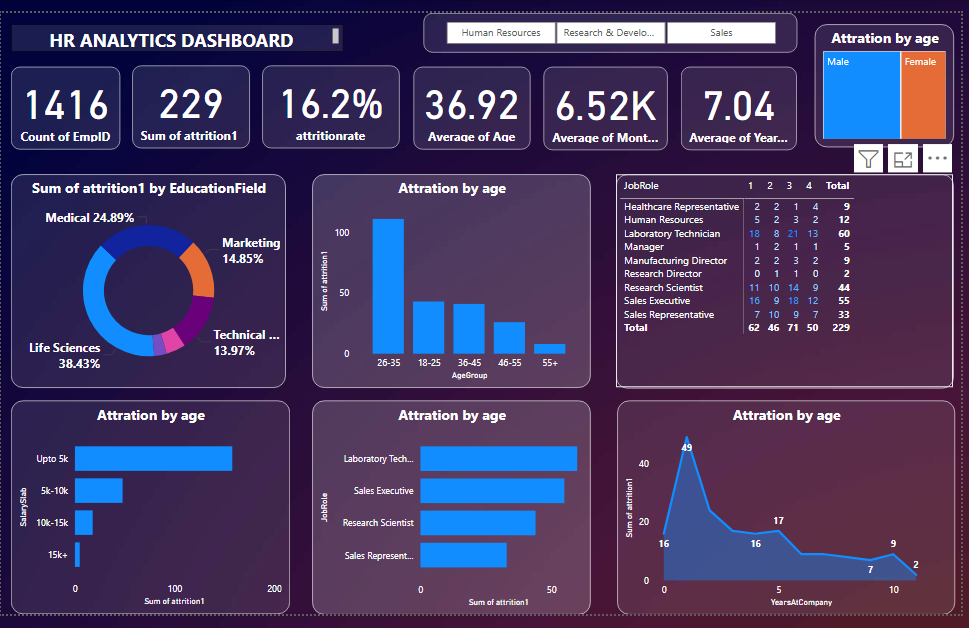 HR ANALYTICS DASHBOARD
Human Resources
Research & Develo...
Sales
Attration by age
Male
Female
1416
Count of EmpID
229
Sum of attrition1
16.2%
attritionrate
36.92
Average of Age
6.52K
Average of Mont...
7.04
Average of Year...
Sum of attrition1 by EducationField
Medical 24.89%
Marketing
14.85%
Technical ...
13.97%
Life Sciences
38.43%
Attration by age
Sum of attrition1
100
50
0
26-35 18-25 36-45 46-55 55+
AgeGroup
JobRole 1 2 3 4 Total
Healthcare Representative 2 2 1 4 9
Human Resources 5 2 3 2 12
Laboratory Technician 18 8 21 13 60
Manager 1 2 1 1 5
Manufacturing Director 2 2 3 2 9
Research Director 0 1 1 0 2
Research Scientist 11 10 14 9 44
Sales Executive 16 9 18 12 55
Sales Representative 7 10 9 7 33
Total 62 46 71 50 229
Attration by age
SalarySlab
Upto 5k
5k-10k
10k-15k
15k+
0 100 200
Sum of attrition1
Attration by age
JobRole
Laboratory Tech...
Sales Executive
Research Scientist
Sales Represent...
0 50
Sum of attrition1
Attration by age
Sum of attrition1
40
20
0
49
16
16
17
7
9
2
0 5 10
YearsAtCompany